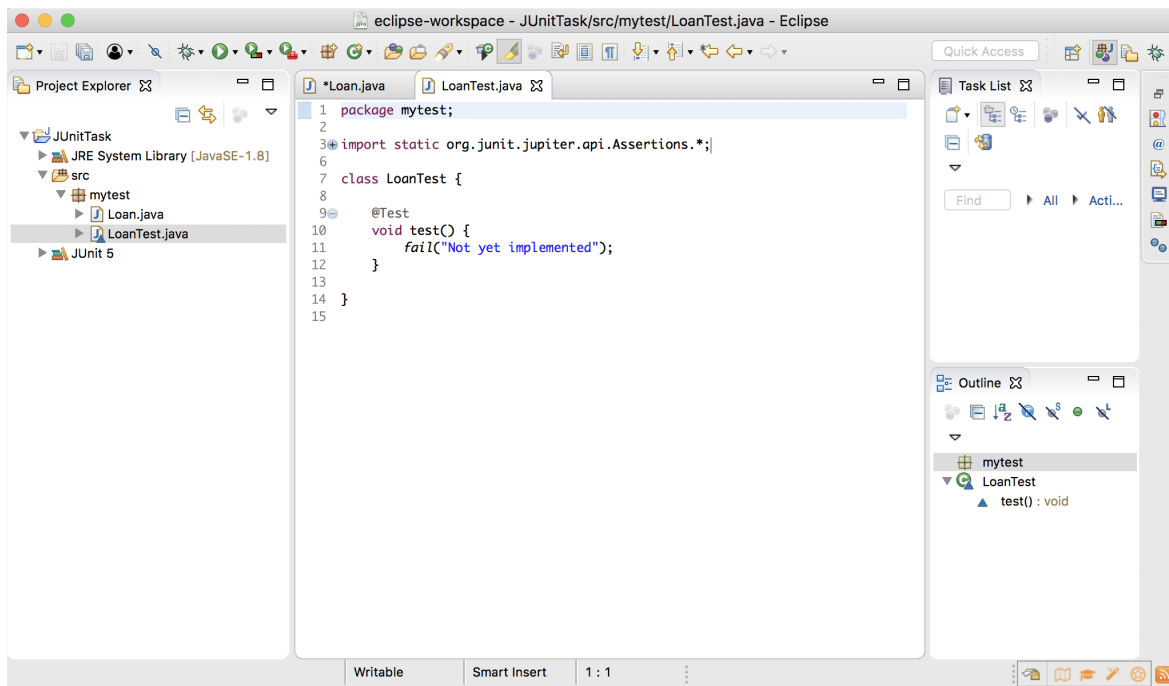 eclipse-workspace - JUnitTask/src/mytest/LoanTest.java - Eclipse
Quick Access
Project Explorer
JUnitTask
JRE System Library [JavaSE-1.8]
src
mytest
Loan.java
LoanTest.java
JUnit 5
*Loan.java
LoanTest.java
1 package mytest;
2
3 import static org.junit.jupiter.api.Assertions.*;
6
7 class LoanTest {
8
9 @Test
10 void test() {
11 fail("Not yet implemented");
12 }
13
14 }
15
Task List
Find
All
Acti...
Outline
mytest
LoanTest
test() : void
Writable
Smart Insert
1 : 1